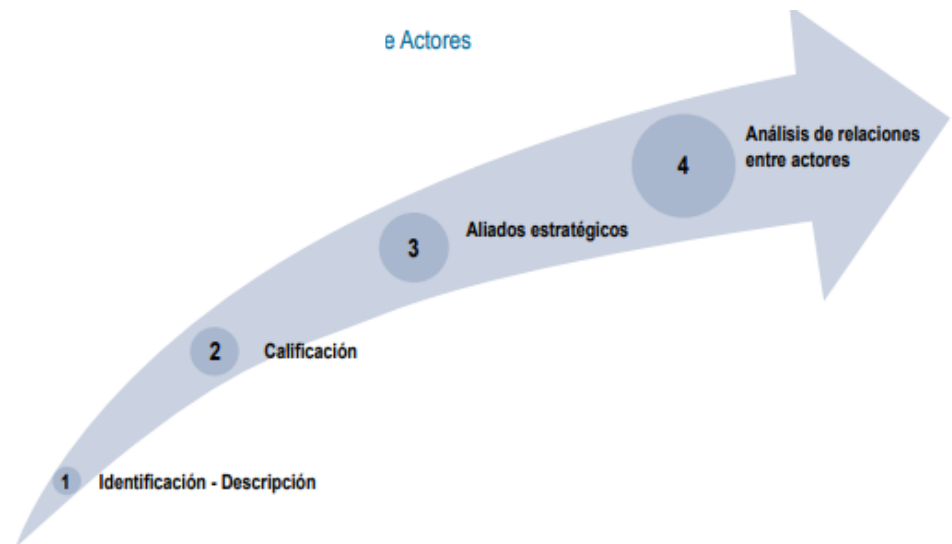 e Actores
4
Análisis de relaciones
entre actores
3
Aliados estratégicos
2
Calificación
1
Identificación - Descripción